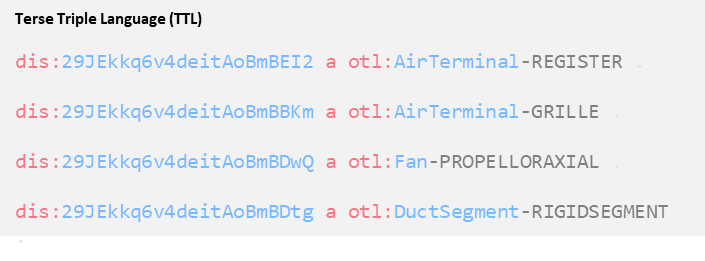 Terse Triple Language (TTL)
dis:29JEkkq6v4deitAoBmBEI2 a otl:AirTerminal-REGISTER .
dis:29JEkkq6v4deitAoBmBBKm a otl:AirTerminal-GRILLE .
dis:29JEkkq6v4deitAoBmBDwQ a otl:Fan-PROPELLORAXIAL .
dis:29JEkkq6v4deitAoBmBDtg a otl:DuctSegment-RIGIDSEGMENT
.